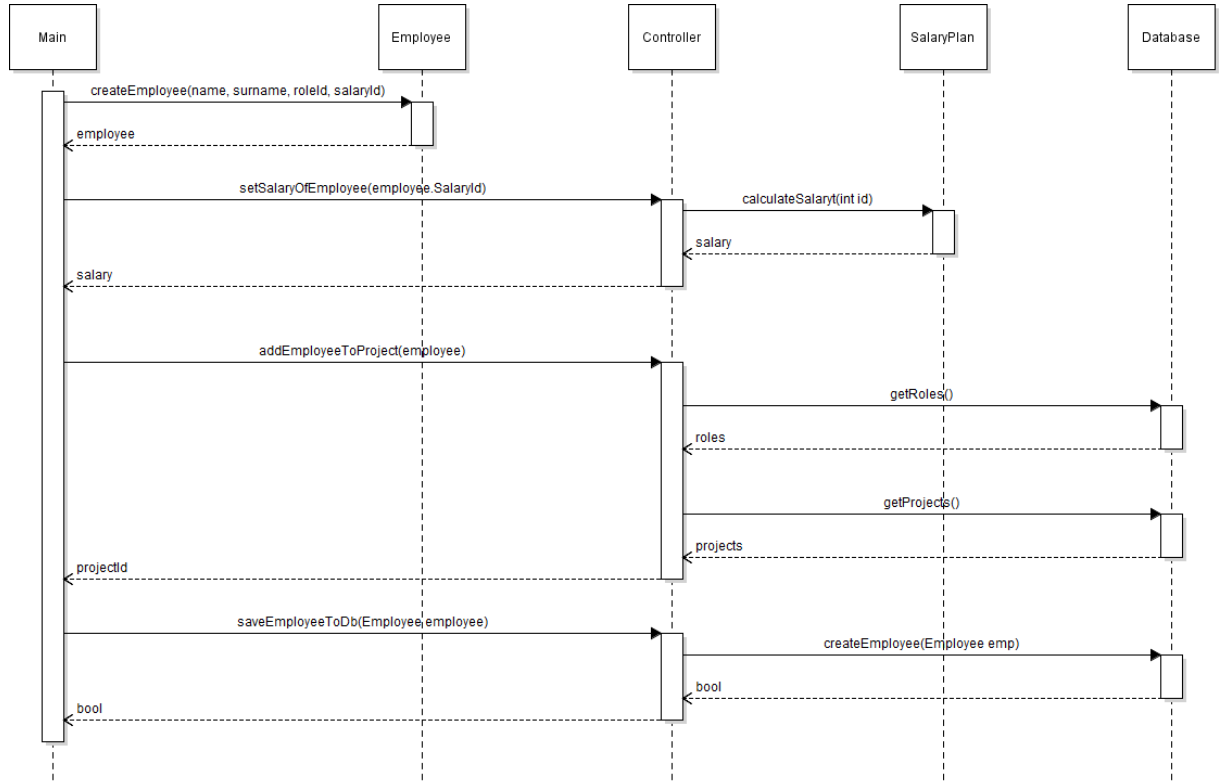 Main
Employee
Controller
SalaryPlan
Database
createEmployee(name, surname, roleId, salaryId)
employee
setSalaryOfEmployee(employee.SalaryId)
calculateSalaryt(int id)
salary
salary
addEmployeeToProject(employee)
getRoles()
roles
getProjects()
projects
projectId
saveEmployeeToDb(Employee employee)
createEmployee(Employee emp)
bool
bool